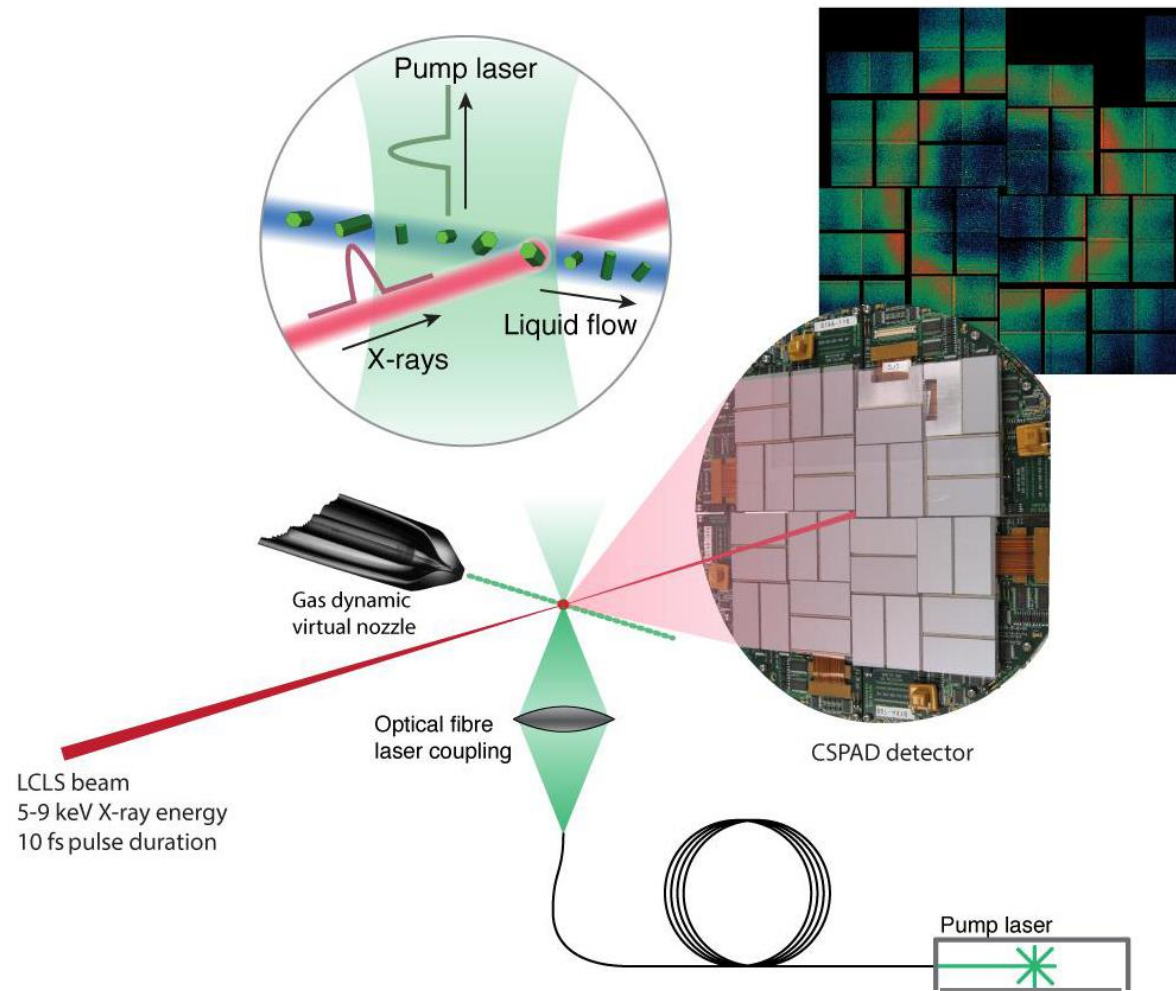 Pump laser
Liquid flow
X-rays
Gas dynamic
virtual nozzle
Optical fibre
laser coupling
CSPAD detector
LCLS beam
5-9 keV X-ray energy
10 fs pulse duration
Pump laser